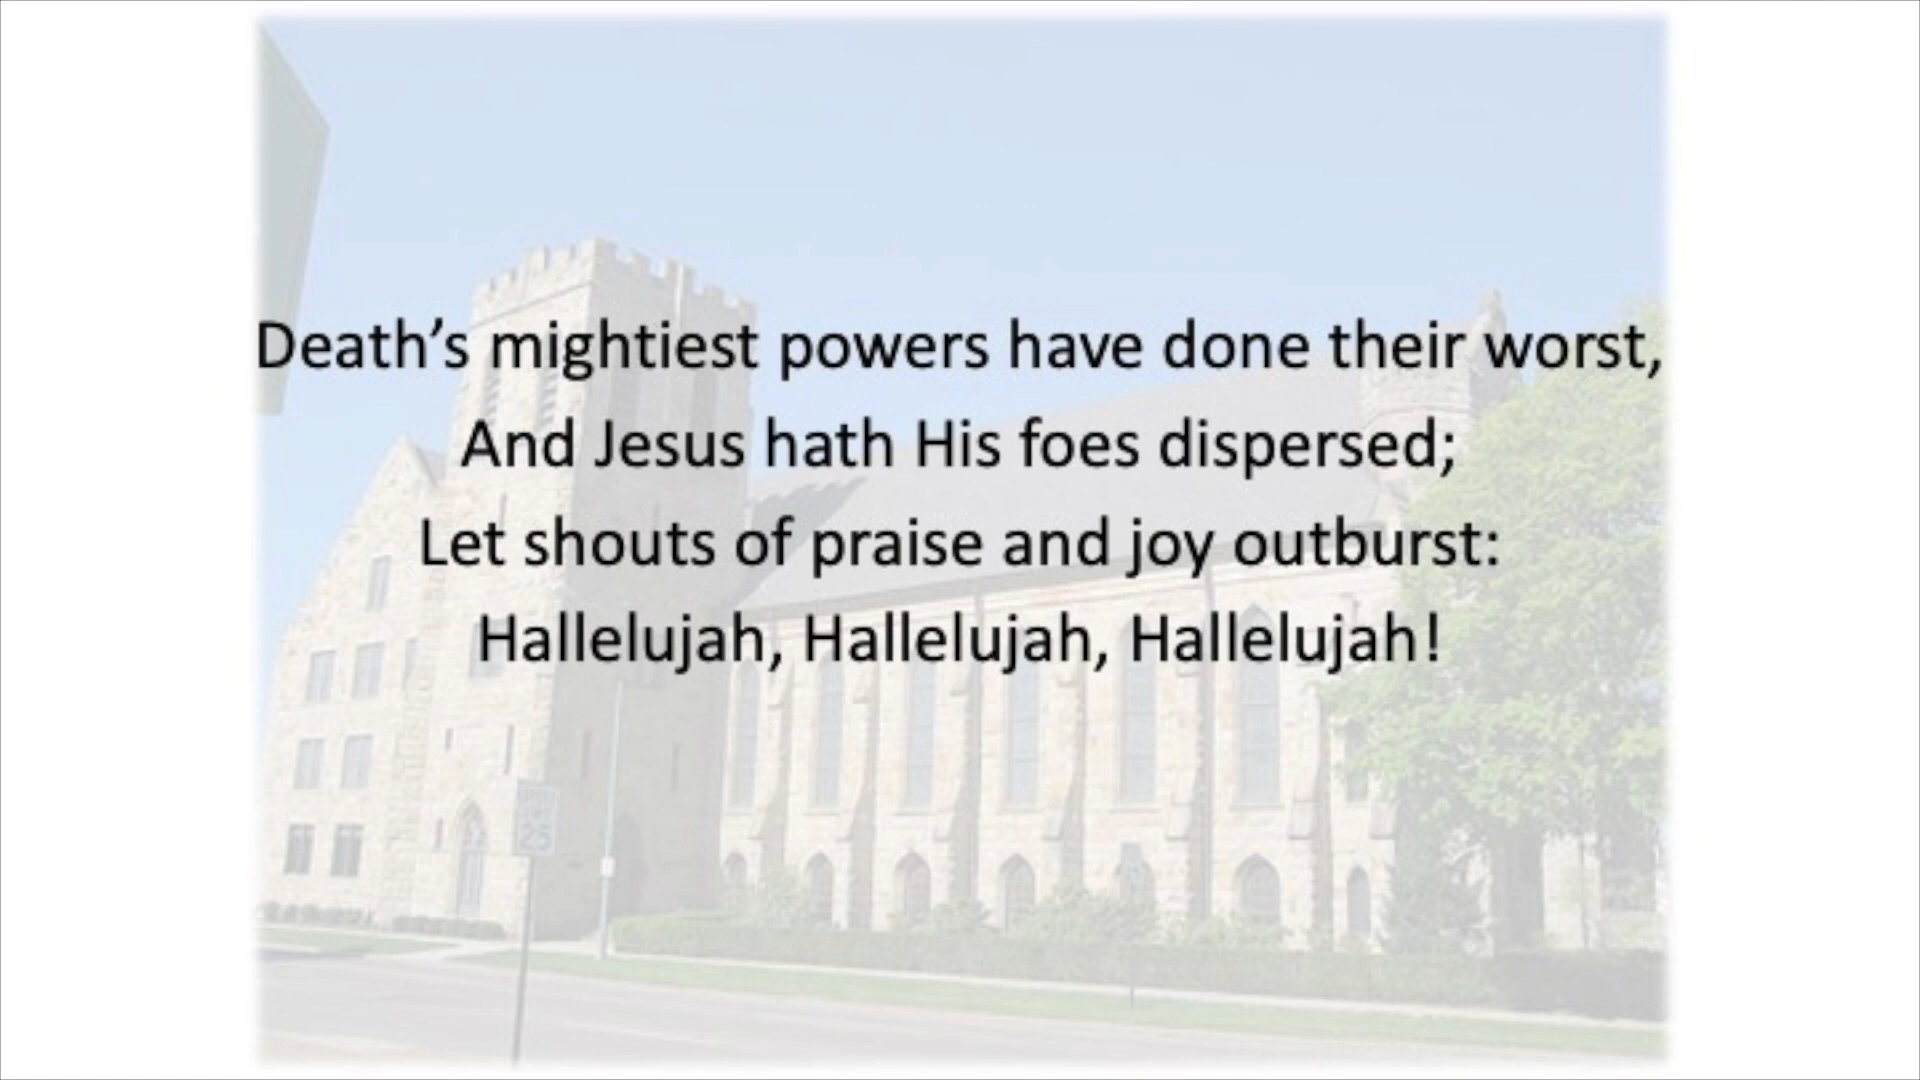 Death’s mightiest powers have done their worst,
And Jesus hath His foes dispersed;
Let shouts of praise and joy outburst:
Hallelujah, Hallelujah, Hallelujah!
25